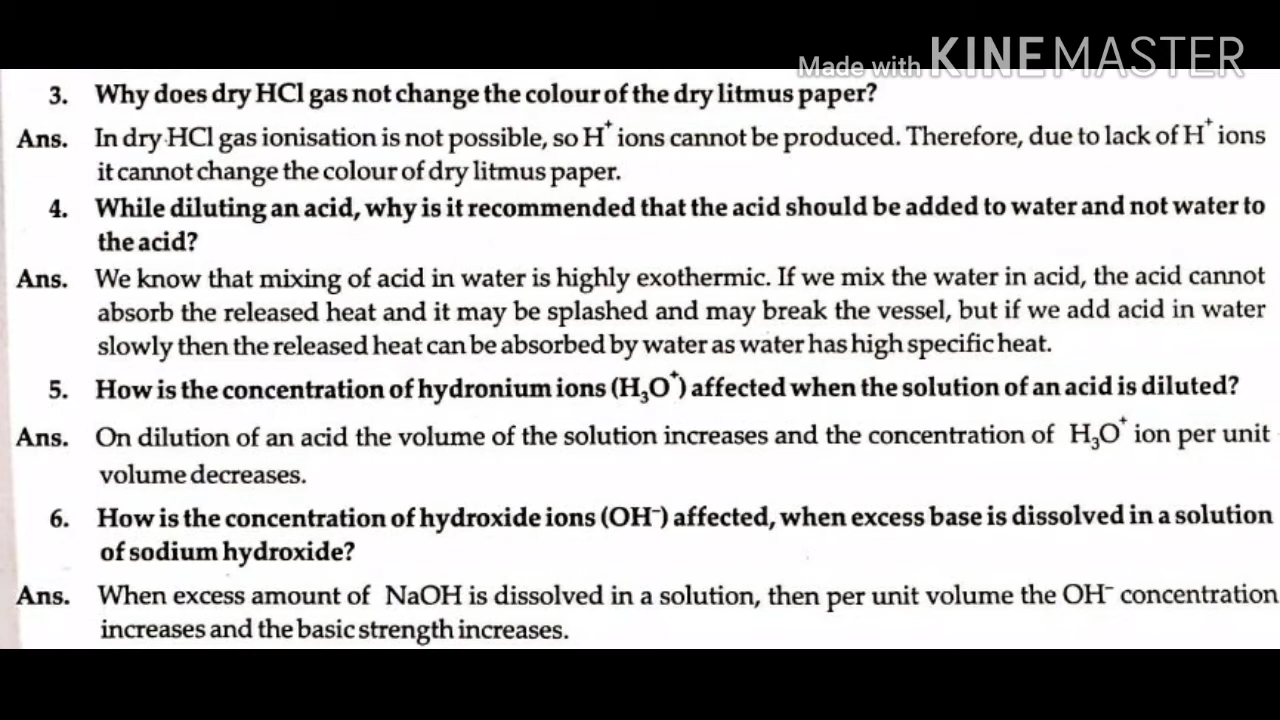 Made with KINEMASTER
3. Why does dry HCl gas not change the colour of the dry litmus paper?
Ans. In dry HCl gas ionisation is not possible, so H⁺ ions cannot be produced. Therefore, due to lack of H⁺ ions
it cannot change the colour of dry litmus paper.
4. While diluting an acid, why is it recommended that the acid should be added to water and not water to
the acid?
Ans. We know that mixing of acid in water is highly exothermic. If we mix the water in acid, the acid cannot
absorb the released heat and it may be splashed and may break the vessel, but if we add acid in water
slowly then the released heat can be absorbed by water as water has high specific heat.
5. How is the concentration of hydronium ions (H₃O⁺) affected when the solution of an acid is diluted?
Ans. On dilution of an acid the volume of the solution increases and the concentration of H₃O⁺ ion per unit
volume decreases.
6. How is the concentration of hydroxide ions (OH⁻) affected, when excess base is dissolved in a solution
of sodium hydroxide?
Ans. When excess amount of NaOH is dissolved in a solution, then per unit volume the OH⁻ concentration
increases and the basic strength increases.